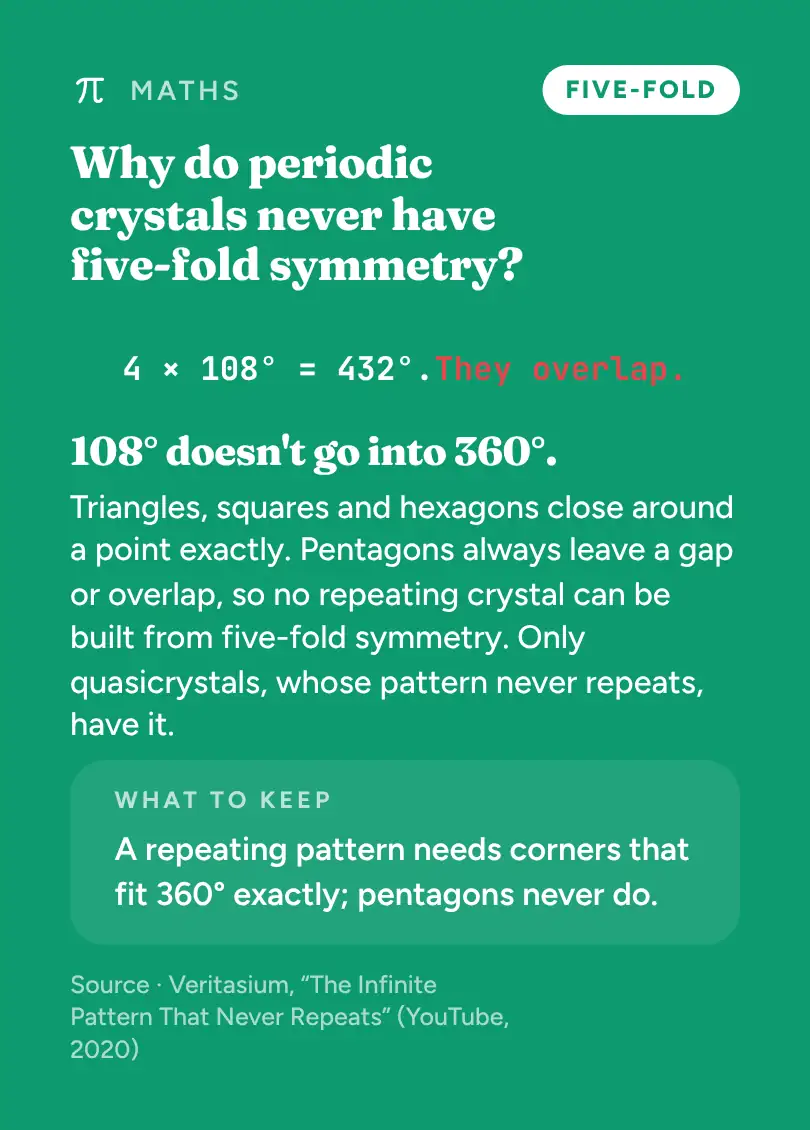 π MATHS
FIVE-FOLD
Why do periodic
crystals never have
five-fold symmetry?
4 × 108° = 432°.They overlap.
108° doesn't go into 360°.
Triangles, squares and hexagons close around
a point exactly. Pentagons always leave a gap
or overlap, so no repeating crystal can be
built from five-fold symmetry. Only
quasicrystals, whose pattern never repeats,
have it.
WHAT TO KEEP
A repeating pattern needs corners that
fit 360° exactly; pentagons never do.
Source · Veritasium, “The Infinite
Pattern That Never Repeats” (YouTube,
2020)